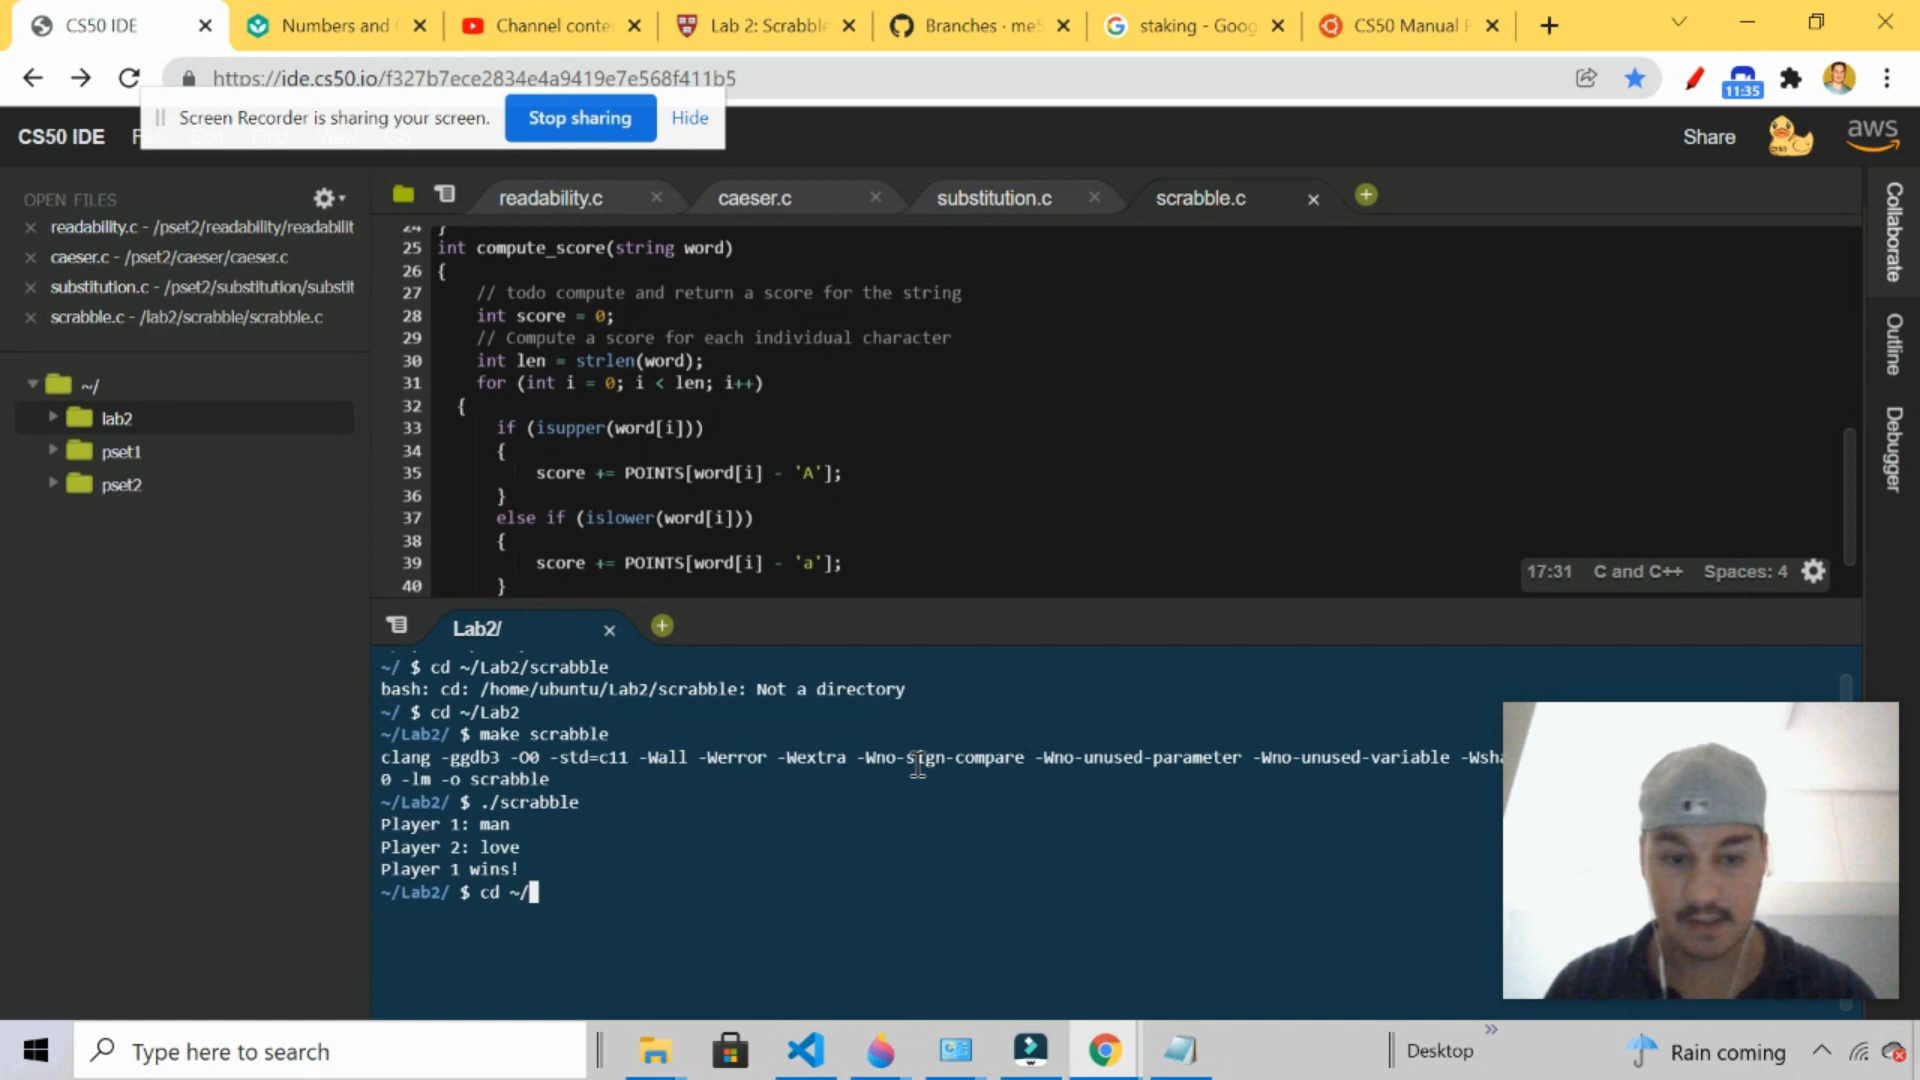 CS50 IDE
Numbers and
Channel conte
Lab 2: Scrabble
Branches · me5
staking - Goog
CS50 Manual P
https://ide.cs50.io/f327b7ece2834e4a9419e7e568f411b5
11:35
Screen Recorder is sharing your screen.
Stop sharing
Hide
CS50 IDE
Share
aws
OPEN FILES
readability.c - /pset2/readability/readabilit
caeser.c - /pset2/caeser/caeser.c
substitution.c - /pset2/substitution/substit
scrabble.c - /lab2/scrabble/scrabble.c
~/
lab2
pset1
pset2
readability.c
caeser.c
substitution.c
scrabble.c
24 }
25 int compute_score(string word)
26 {
27 // todo compute and return a score for the string
28 int score = 0;
29 // Compute a score for each individual character
30 int len = strlen(word);
31 for (int i = 0; i < len; i++)
32 {
33 if (isupper(word[i]))
34 {
35 score += POINTS[word[i] - 'A'];
36 }
37 else if (islower(word[i]))
38 {
39 score += POINTS[word[i] - 'a'];
40 }
17:31 C and C++ Spaces: 4
Collaborate
Outline
Debugger
Lab2/
~/ $ cd ~/Lab2/scrabble
bash: cd: /home/ubuntu/Lab2/scrabble: Not a directory
~/ $ cd ~/Lab2
~/Lab2/ $ make scrabble
clang -ggdb3 -O0 -std=c11 -Wall -Werror -Wextra -Wno-sign-compare -Wno-unused-parameter -Wno-unused-variable -Wsha
0 -lm -o scrabble
~/Lab2/ $ ./scrabble
Player 1: man
Player 2: love
Player 1 wins!
~/Lab2/ $ cd ~/
Type here to search
Desktop
Rain coming